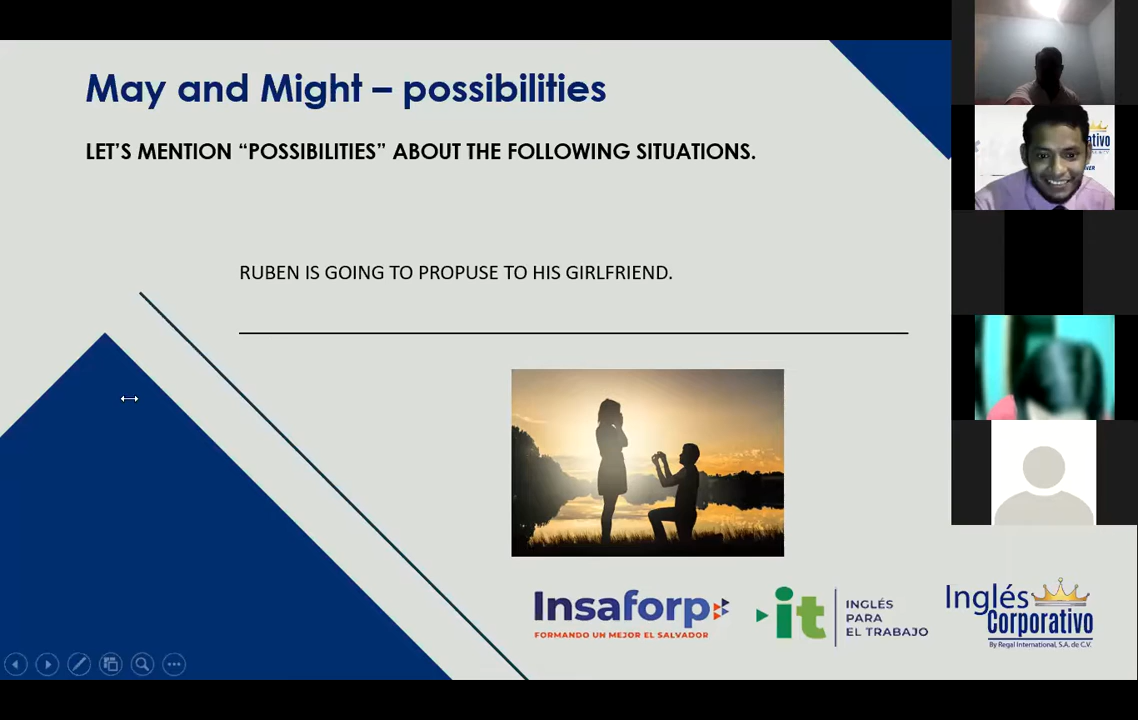 May and Might – possibilities
LET'S MENTION “POSSIBILITIES” ABOUT THE FOLLOWING SITUATIONS.
RUBEN IS GOING TO PROPUSE TO HIS GIRLFRIEND.
Insaforp
FORMANDO UN MEJOR EL SALVADOR
it
INGLÉS
PARA
EL TRABAJO
Inglés
Corporativo
By Regal International, S.A. de C.V.
ativo